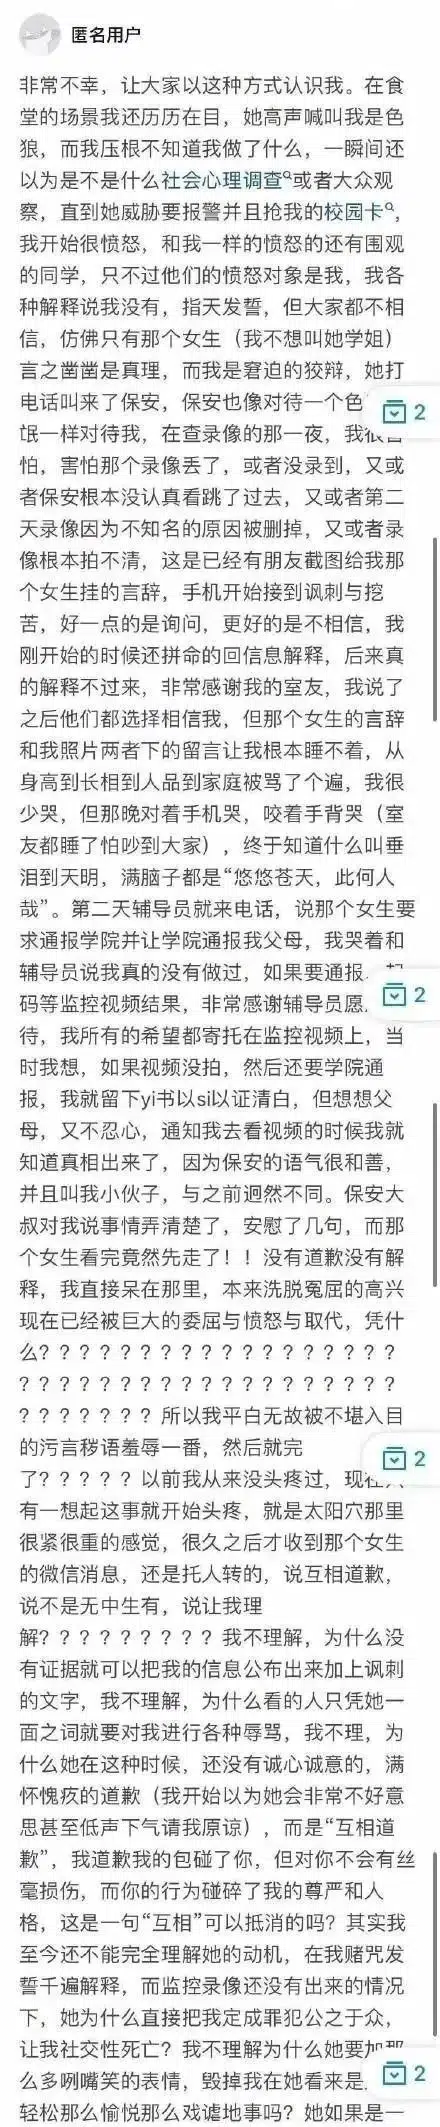 匿名用户
非常不幸，让大家以这种方式认识我。在食
堂的场景我还历历在目，她高声喊叫我是色
狼，而我压根不知道我做了什么，一瞬间还
以为是不是什么社会心理调查或者大众观
察，直到她威胁要报警并且抢我的校园卡，
我开始很愤怒，和我一样的愤怒的还有围观
的同学，只不过他们的愤怒对象是我，我各
种解释说我没有，指天发誓，但大家都不相
信，仿佛只有那个女生（我不想叫她学姐）
言之凿凿是真理，而我是窘迫的狡辩，她打
电话叫来了保安，保安也像对待一个色
2
氓一样对待我，在查录像的那一夜，我很害
怕，害怕那个录像丢了，或者没录到，又或
者保安根本没认真看跳了过去，又或者第二
天录像因为不知名的原因被删掉，又或者录
像根本拍不清，这是已经有朋友截图给我那
个女生挂的言辞，手机开始接到讽刺与挖
苦，好一点的是询问，更好的是不相信，我
刚开始的时候还拼命的回信息解释，后来真
的解释不过来，非常感谢我的室友，我说了
之后他们都选择相信我，但那个女生的言辞
和我照片两者下的留言让我根本睡不着，从
身高到长相到人品到家庭被骂了个遍，我很
少哭，但那晚对着手机哭，咬着手背哭（室
友都睡了怕吵到大家），终于知道什么叫垂
泪到天明，满脑子都是“悠悠苍天，此何人
哉”。第二天辅导员就来电话，说那个女生要
求通报学院并让学院通报我父母，我哭着和
辅导员说我真的没有做过，如果要通报，起
2
码等监控视频结果，非常感谢辅导员愿
待，我所有的希望都寄托在监控视频上，当
时我想，如果视频没拍，然后还要学院通
报，我就留下yi书以si以证清白，但想想父
母，又不忍心，通知我去看视频的时候我就
知道真相出来了，因为保安的语气很和善，
并且叫我小伙子，与之前迥然不同。保安大
叔对我说事情弄清楚了，安慰了几句，而那
个女生看完竟然先走了！！没有道歉没有解
释，我直接呆在那里，本来洗脱冤屈的高兴
现在已经被巨大的委屈与愤怒与取代，凭什
么？？？？？？？？？？？？？？？？？？
？？？？？？？？？？？？？？？？？？？
？？？？？？？所以我平白无故被不堪入目
的污言秽语羞辱一番，然后就完
2
了？？？？？以前我从来没头疼过，现在只
有一想起这事就开始头疼，就是太阳穴那里
很紧很重的感觉，很久之后才收到那个女生
的微信消息，还是托人转的，说互相道歉，
说不是无中生有，说让我理
解？？？？？？？？？我不理解，为什么没
有证据就可以把我的信息公布出来加上讽刺
的文字，我不理解，为什么看的人只凭她一
面之词就要对我进行各种辱骂，我不理，为
什么她在这种时候，还没有诚心诚意的，满
怀愧疚的道歉（我开始以为她会非常不好意
思甚至低声下气请我原谅），而是“互相道
歉”，我道歉我的包碰了你，但对你不会有丝
毫损伤，而你的行为碰碎了我的尊严和人
格，这是一句“互相”可以抵消的吗？其实我
至今还不能完全理解她的动机，在我赌咒发
誓千遍解释，而监控录像还没有出来的情况
下，她为什么直接把我定成罪犯公之于众，
让我社交性死亡？我不理解为什么她要加那
么多咧嘴笑的表情，毁掉我在她看来是
2
轻松那么愉悦那么戏谑地事吗？她如果是一